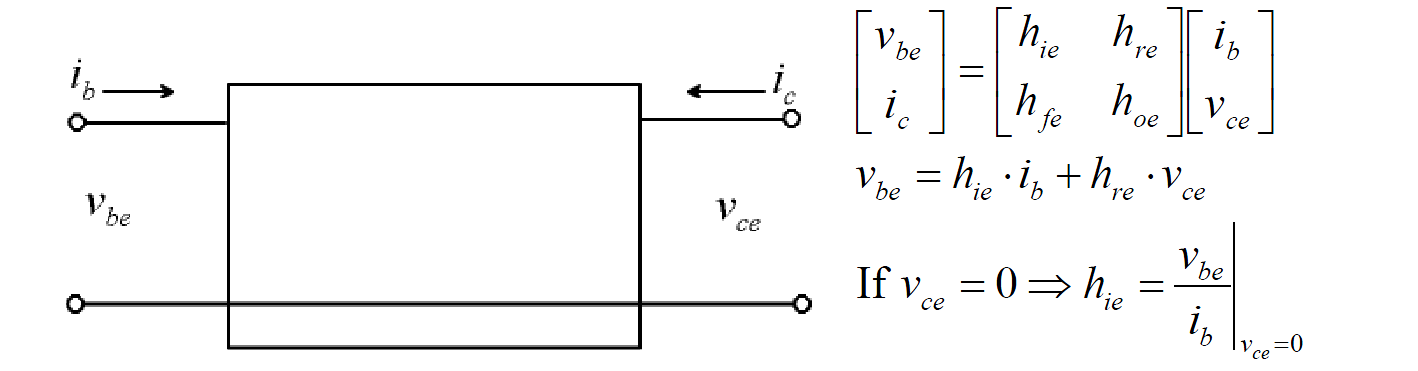 i_b
i_c
v_be
v_ce
[v_be; i_c] = [h_ie h_re; h_fe h_oe][i_b; v_ce]
v_be = h_ie · i_b + h_re · v_ce
If v_ce = 0 ⇒ h_ie = v_be / i_b |_v_ce=0